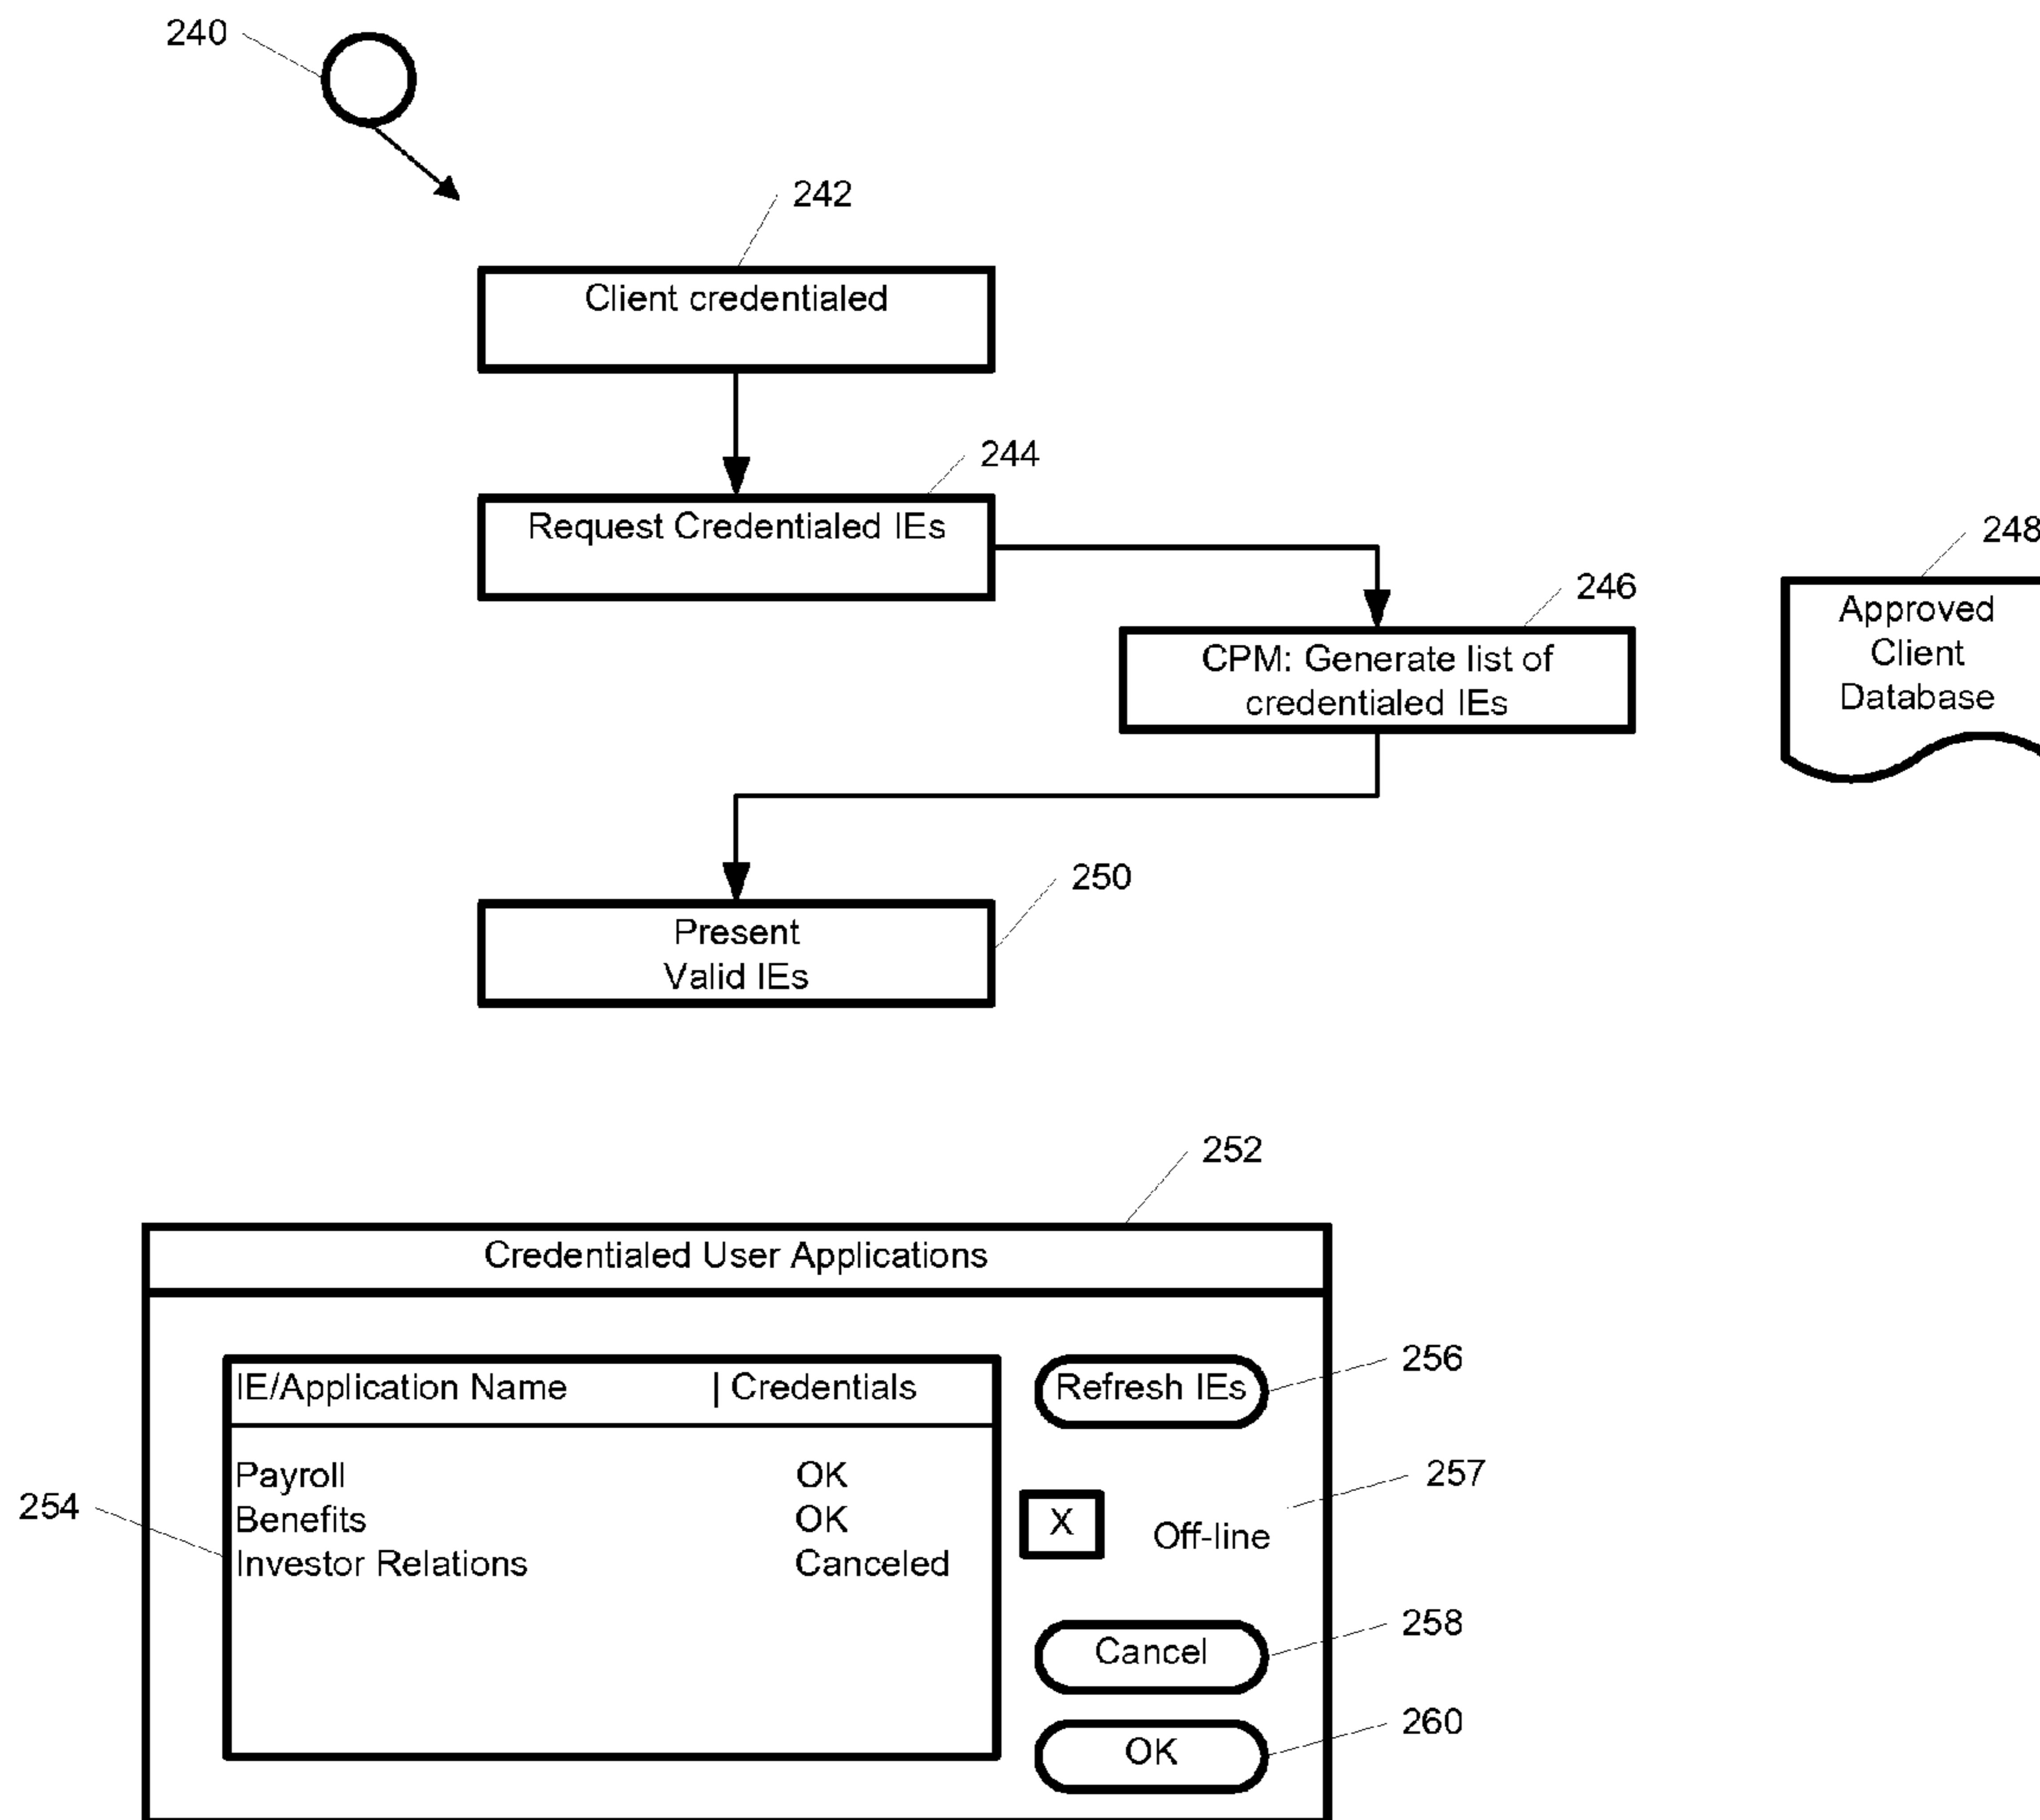 240
242
Client credentialed
244
Request Credentialed IEs
248
246
Approved
Client
Database
CPM: Generate list of
credentialed IEs
250
Present
Valid IEs
252
Credentialed User Applications
256
IE/Application Name | Credentials
Refresh IEs
257
Payroll OK
254
Benefits OK
X Off-line
Investor Relations Canceled
258
Cancel
260
OK